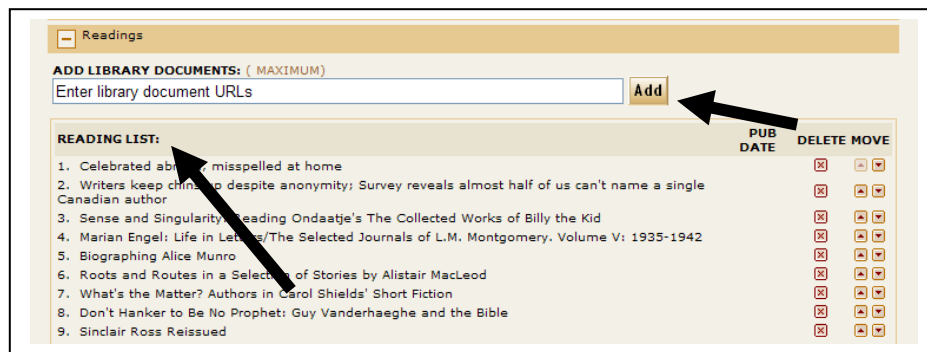 Readings
ADD LIBRARY DOCUMENTS: ( MAXIMUM)
Enter library document URLs
Add
READING LIST:
PUB DATE
DELETE MOVE
1. Celebrated abroad, misspelled at home
2. Writers keep chins up despite anonymity; Survey reveals almost half of us can't name a single
Canadian author
3. Sense and Singularity: Reading Ondaatje's The Collected Works of Billy the Kid
4. Marian Engel: Life in Letters/The Selected Journals of L.M. Montgomery. Volume V: 1935-1942
5. Biographing Alice Munro
6. Roots and Routes in a Selection of Stories by Alistair MacLeod
7. What's the Matter? Authors in Carol Shields' Short Fiction
8. Don't Hanker to Be No Prophet: Guy Vanderhaeghe and the Bible
9. Sinclair Ross Reissued